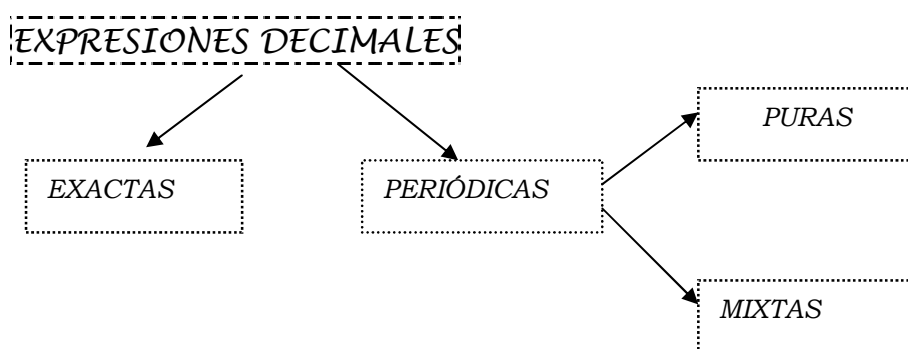 EXPRESIONES DECIMALES
PURAS
EXACTAS
PERIÓDICAS
MIXTAS